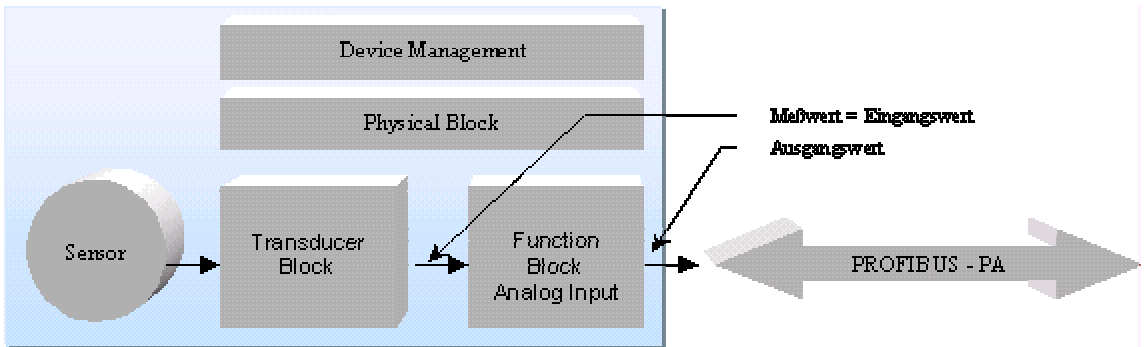 Device Management
Physical Block
Meßwert = Eingangswert
Ausgangswert
Sensor
Transducer
Block
Function
Block
Analog Input
PROFIBUS - PA